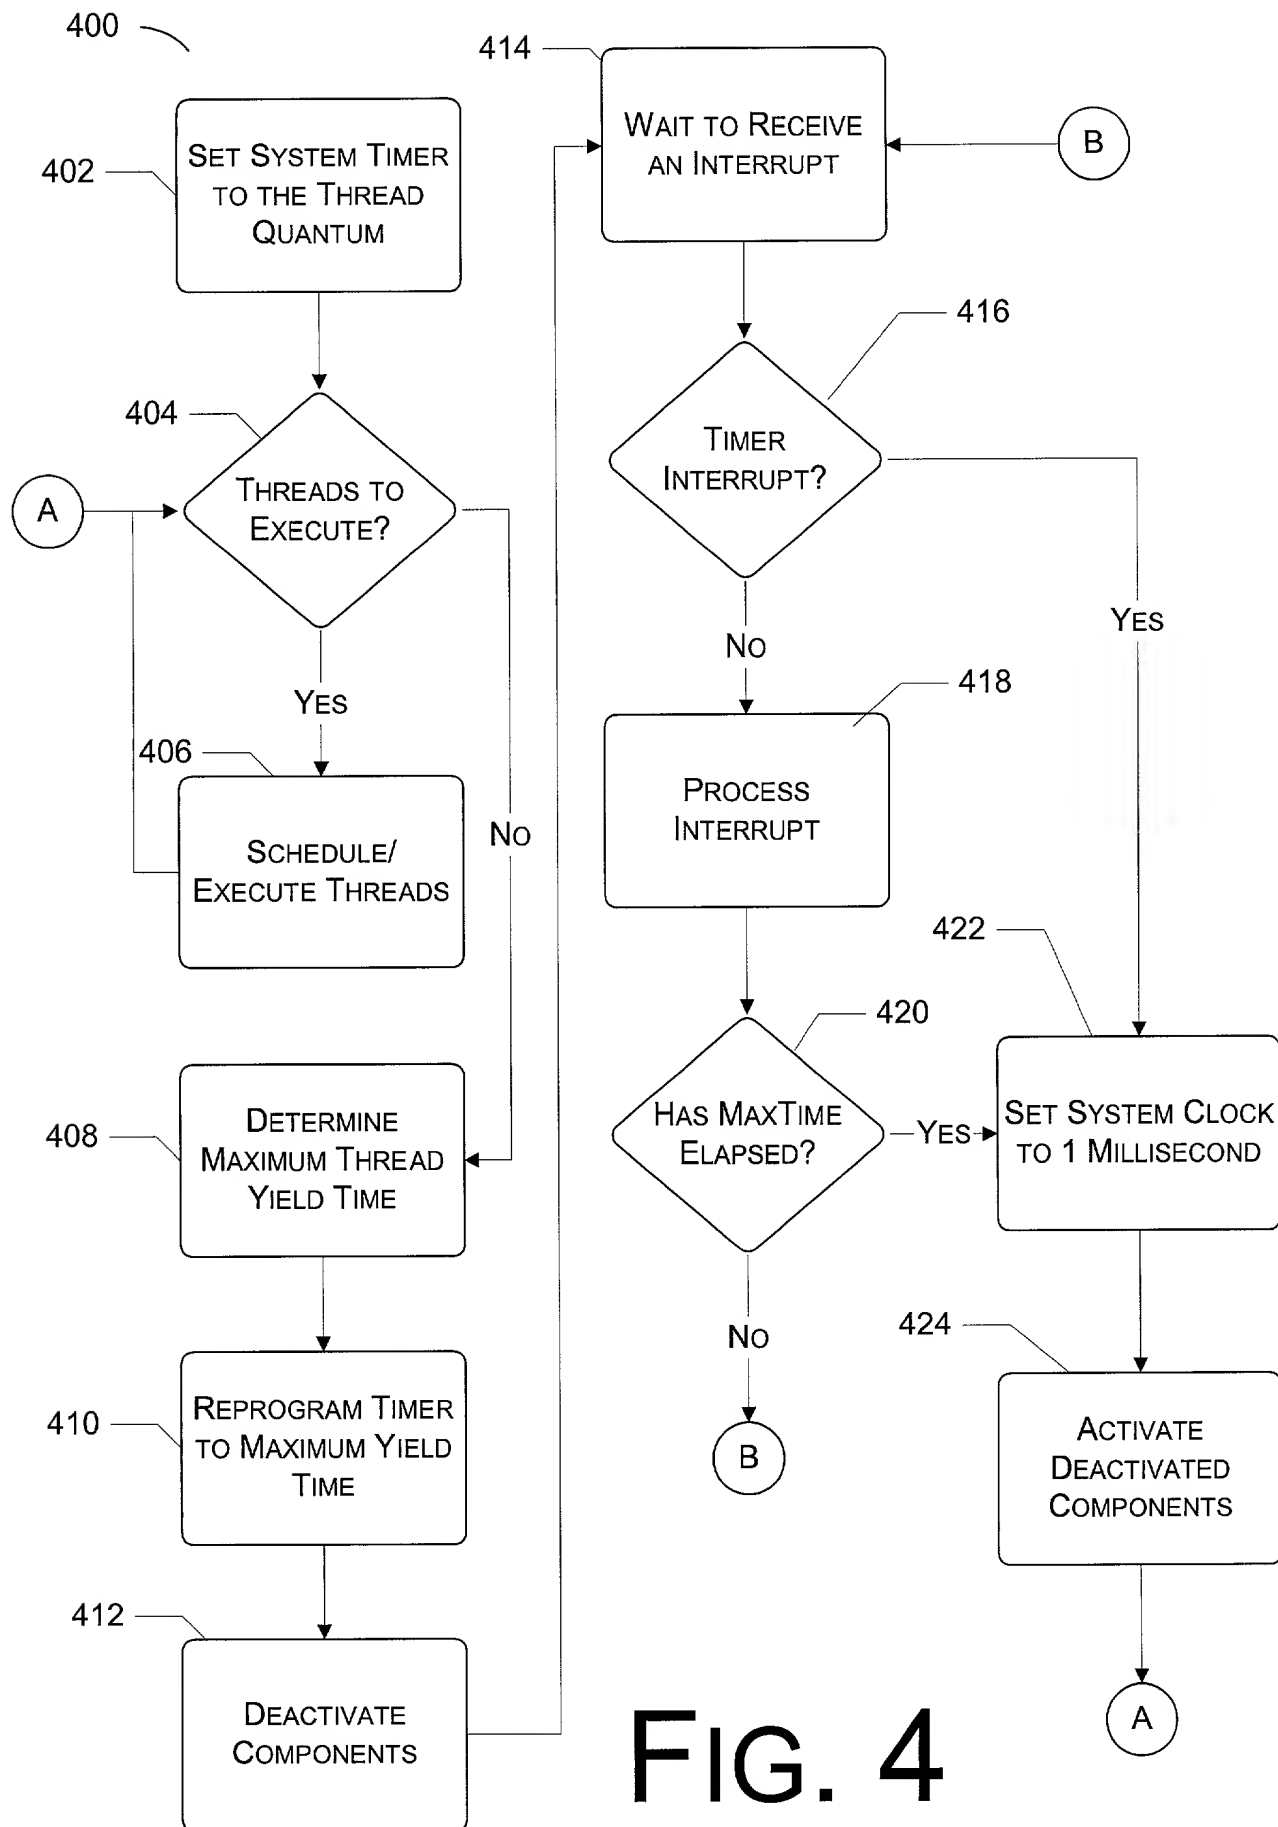 400
402
SET SYSTEM TIMER
TO THE THREAD
QUANTUM
404
THREADS TO
EXECUTE?
A
YES
NO
406
SCHEDULE/
EXECUTE THREADS
408
DETERMINE
MAXIMUM THREAD
YIELD TIME
410
REPROGRAM TIMER
TO MAXIMUM YIELD
TIME
412
DEACTIVATE
COMPONENTS
414
WAIT TO RECEIVE
AN INTERRUPT
B
416
TIMER
INTERRUPT?
YES
NO
418
PROCESS
INTERRUPT
420
HAS MAXTIME
ELAPSED?
YES
NO
B
422
SET SYSTEM CLOCK
TO 1 MILLISECOND
424
ACTIVATE
DEACTIVATED
COMPONENTS
A
FIG. 4